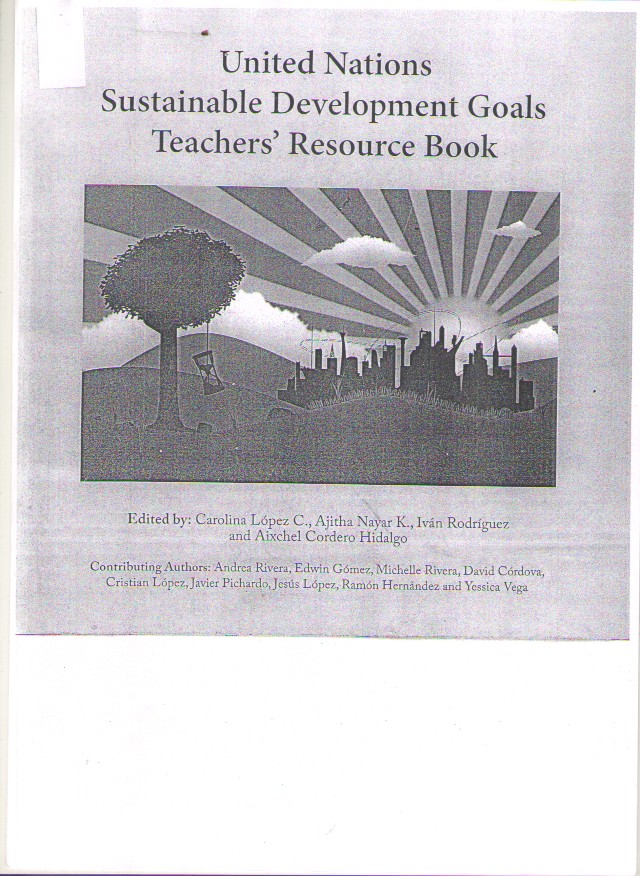 United Nations
Sustainable Development Goals
Teachers' Resource Book
Edited by: Carolina López C., Ajitha Nayar K., Iván Rodríguez
and Aixchel Cordero Hidalgo
Contributing Authors: Andrea Rivera, Edwin Gómez, Michelle Rivera, David Córdova,
Cristian López, Javier Pichardo, Jesús López, Ramón Hernández and Yessica Vega